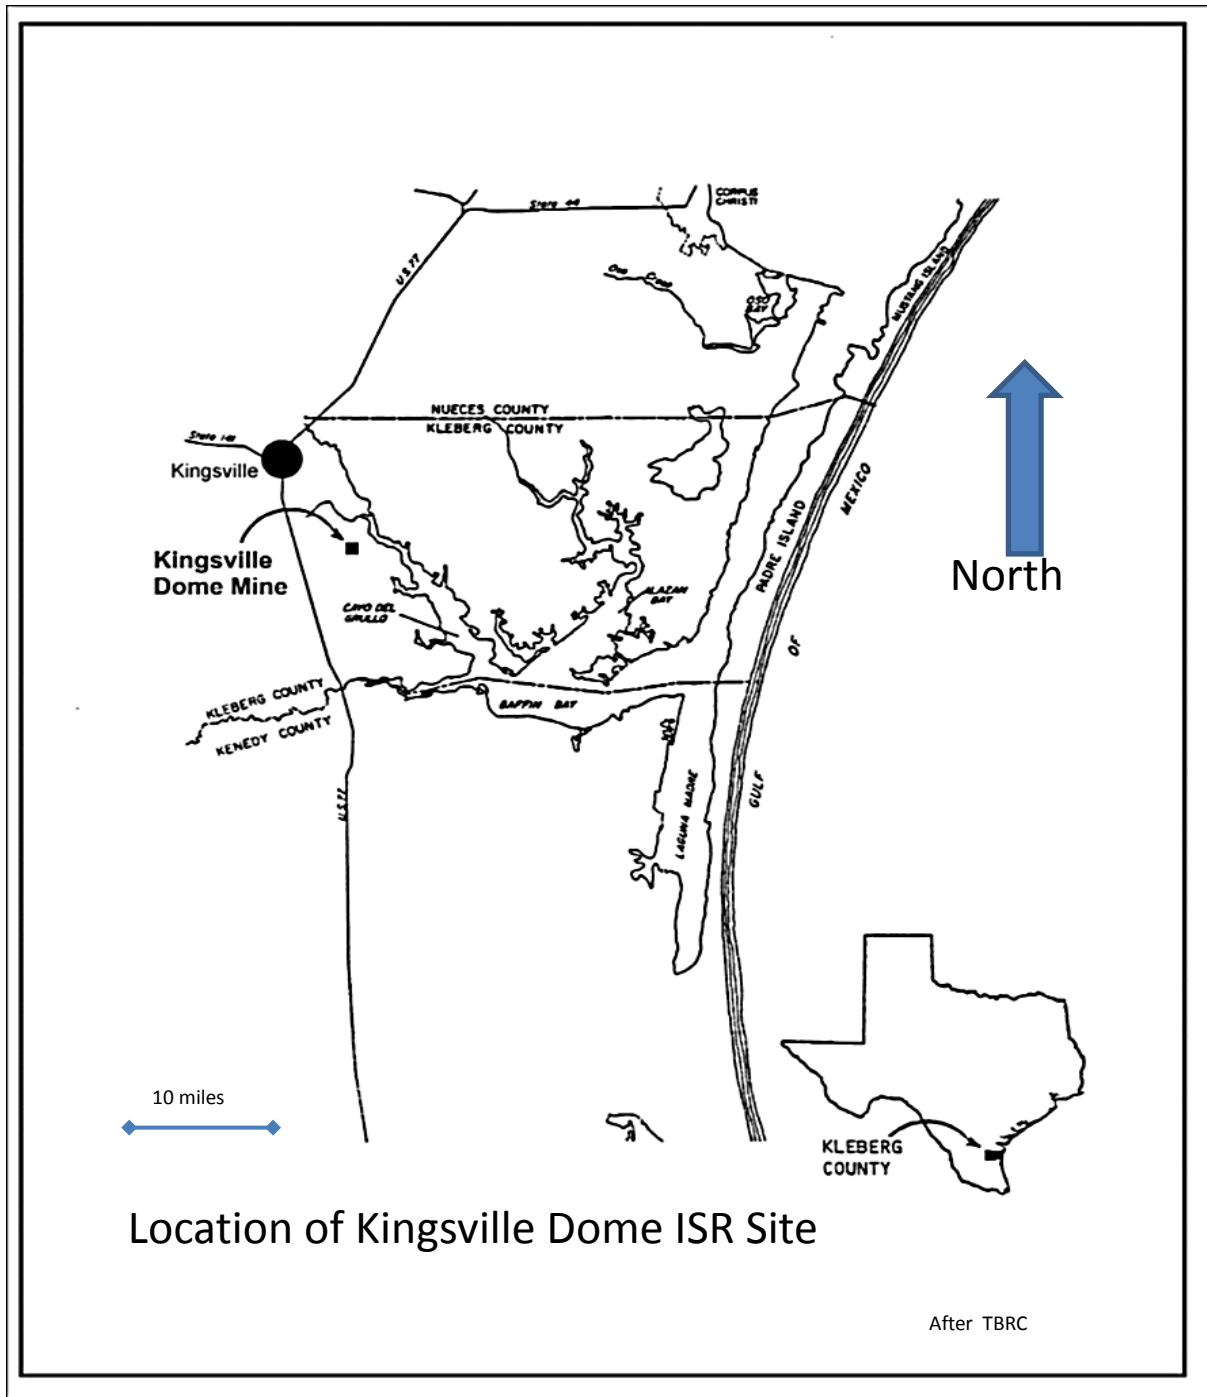 CORPUS
CHRISTI
State 44
U.S. 77
Oso Creek
OSO
BAY
MUSTANG ISLAND
NUECES COUNTY
KLEBERG COUNTY
State 141
Kingsville
MEXICO
PADRE ISLAND
North
Kingsville
Dome Mine
ALAZAN
BAY
CAYO DEL
GRULLO
OF
KLEBERG COUNTY
KENEDY COUNTY
BAFFIN BAY
U.S. 77
GULF
LAGUNA MADRE
10 miles
KLEBERG
COUNTY
Location of Kingsville Dome ISR Site
After TBRC